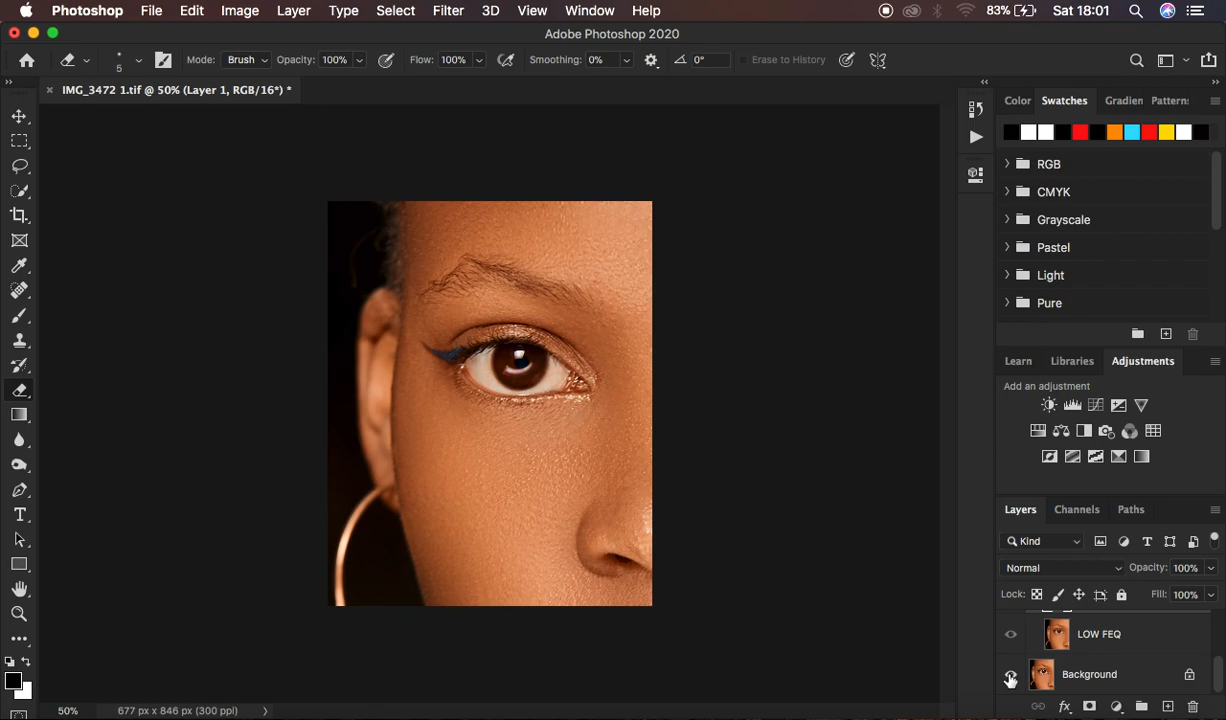 Photoshop File Edit Image Layer Type Select Filter 3D View Window Help 83% Sat 18:01
Adobe Photoshop 2020
5 Mode: Brush Opacity: 100% Flow: 100% Smoothing: 0% 0° Erase to History
IMG_3472 1.tif @ 50% (Layer 1, RGB/16*) *
Color Swatches Gradien Pattern:
RGB
CMYK
Grayscale
Pastel
Light
Pure
Learn Libraries Adjustments
Add an adjustment
Layers Channels Paths
Kind
Normal Opacity: 100%
Lock: Fill: 100%
LOW FEQ
Background
fx
50% 677 px x 846 px (300 ppi)